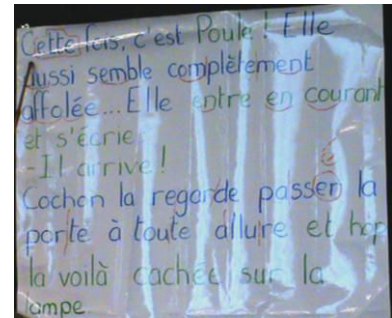 Cette fois, c'est Poule ! Elle
Aussi semble complètement
affolée... Elle entre en courant
et s'écrie
- Il arrive !
Cochon la regarde passer la
porte à toute allure et hop
la voilà cachée sur la
lampe